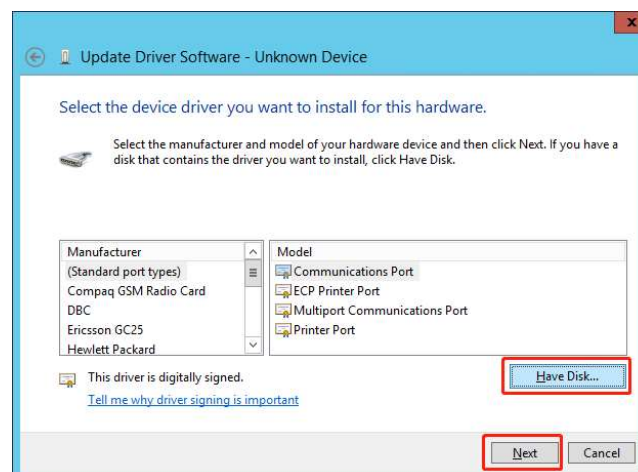 x
Update Driver Software - Unknown Device
Select the device driver you want to install for this hardware.
Select the manufacturer and model of your hardware device and then click Next. If you have a
disk that contains the driver you want to install, click Have Disk.
Manufacturer
(Standard port types)
Compaq GSM Radio Card
DBC
Ericsson GC25
Hewlett Packard
Model
Communications Port
ECP Printer Port
Multiport Communications Port
Printer Port
This driver is digitally signed.
Tell me why driver signing is important
Have Disk...
Next
Cancel